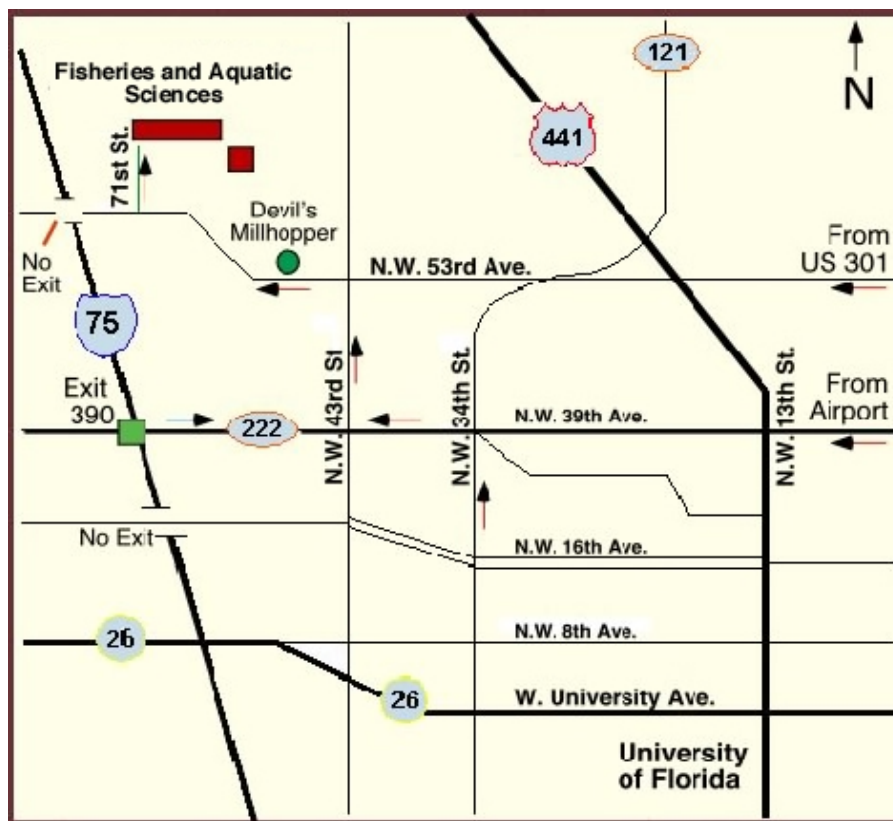 121
Fisheries and Aquatic
Sciences
N
441
71st St.
Devil's
Millhopper
From
US 301
No
Exit
N.W. 53rd Ave.
75
Exit
390
222
N.W. 43rd St
N.W. 34th St.
N.W. 39th Ave.
N.W. 13th St.
From
Airport
No Exit
N.W. 16th Ave.
26
N.W. 8th Ave.
26
W. University Ave.
University
of Florida